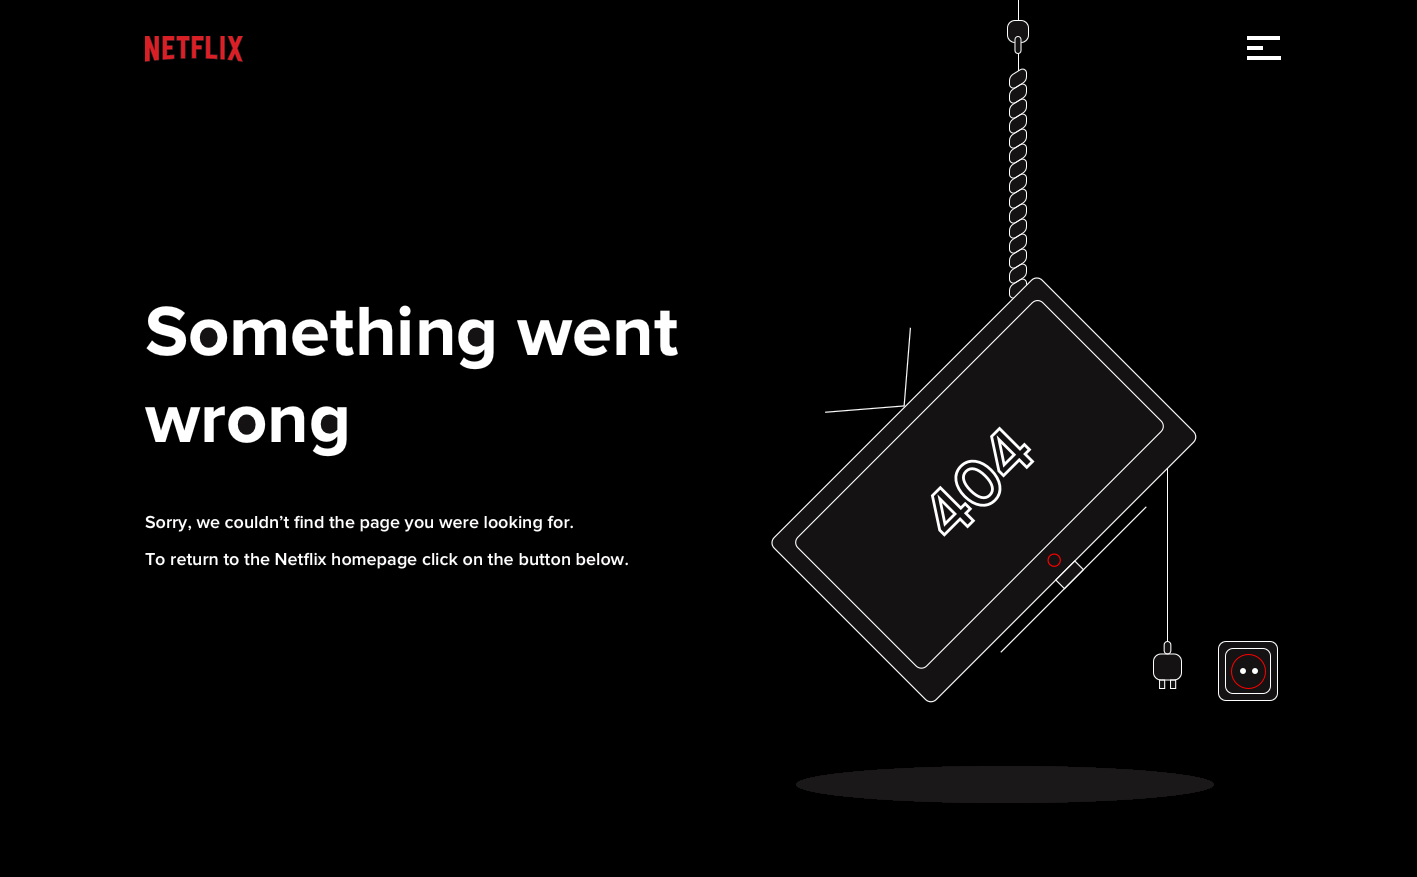 NETFLIX
Something went
wrong
Sorry, we couldn’t find the page you were looking for.
To return to the Netflix homepage click on the button below.
404